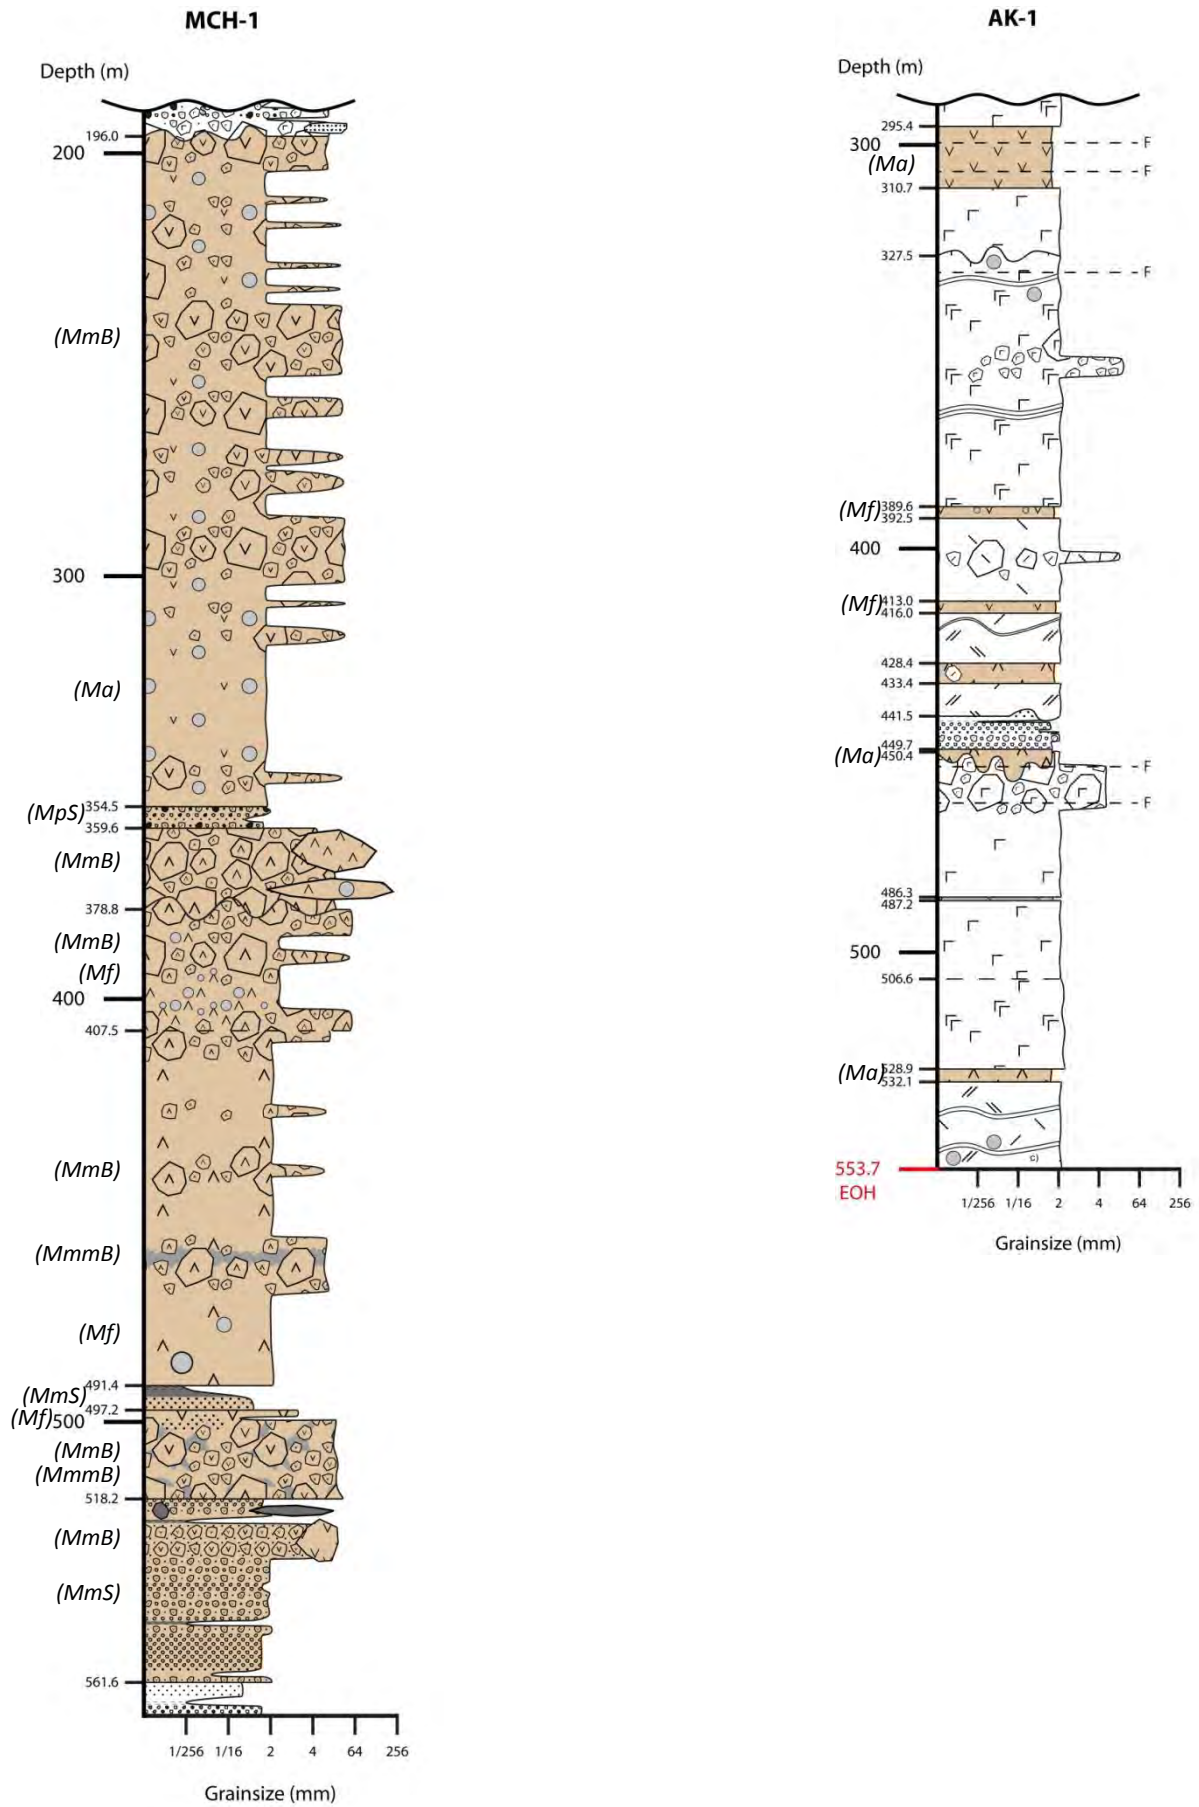 MCH-1
Depth (m)
196.0
200
(MmB)
300
(Ma)
(MpS)
354.5
359.6
(MmB)
378.8
(MmB)
(Mf)
400
407.5
(MmB)
(MmmB)
(Mf)
491.4
(MmS)
497.2
(Mf)
500
(MmB)
(MmmB)
518.2
(MmB)
(MmS)
561.6
1/256 1/16 2 4 64 256
Grainsize (mm)
AK-1
Depth (m)
295.4
300
F
(Ma)
F
310.7
327.5
F
(Mf)
389.6
392.5
400
(Mf)
413.0
416.0
428.4
433.4
441.5
449.7
(Ma)
450.4
F
F
486.3
487.2
500
506.6
(Ma)
528.9
532.1
c)
553.7
EOH
1/256 1/16 2 4 64 256
Grainsize (mm)